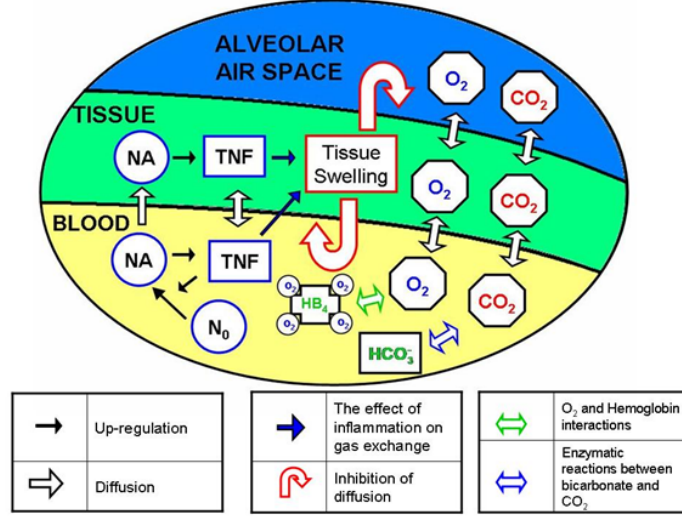 ALVEOLAR
AIR SPACE
O₂
CO₂
TISSUE
NA
TNF
Tissue
Swelling
O₂
CO₂
BLOOD
NA
TNF
O₂
O₂
HB₄
O₂
O₂
O₂
CO₂
N₀
HCO₃⁻
Up-regulation
Diffusion
The effect of
inflammation on
gas exchange
Inhibition of
diffusion
O₂ and Hemoglobin
interactions
Enzymatic
reactions between
bicarbonate and
CO₂